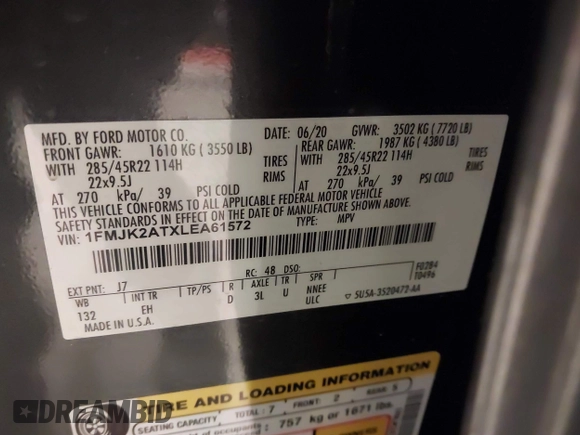 MFD. BY FORD MOTOR CO.
DATE: 06/20 GVWR: 3502 KG (7720 LB)
FRONT GAWR: 1610 KG (3550 LB) REAR GAWR: 1987 KG (4380 LB)
WITH 285/45R22 114H TIRES WITH 285/45R22 114H TIRES
22x9.5J RIMS 22x9.5J RIMS
AT 270 kPa/ 39 PSI COLD AT 270 kPa/ 39 PSI COLD
THIS VEHICLE CONFORMS TO ALL APPLICABLE FEDERAL MOTOR VEHICLE
SAFETY STANDARDS IN EFFECT ON THE DATE OF MANUFACTURE SHOWN ABOVE.
VIN: 1FMJK2ATXLEA61572 TYPE: MPV
EXT PNT: J7 RC: 48 DSO: F0284
WB INT TR TP/PS R AXLE TR SPR T0496
132 EH D 3L U NNEE
MADE IN U.S.A. ULC 5U5A-3520472-AA
TIRE AND LOADING INFORMATION
SEATING CAPACITY TOTAL: 7 FRONT: 2 REAR: 5
757 kg or 1671 lbs.
DREAMBID